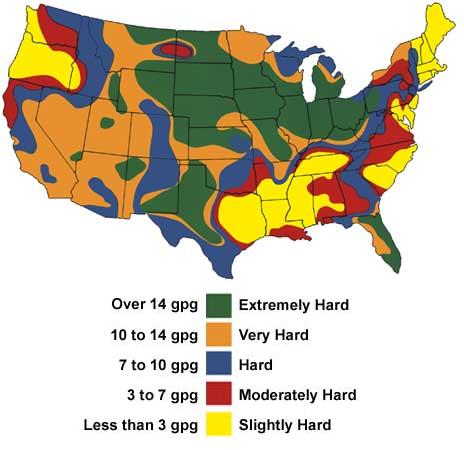 Over 14 gpg Extremely Hard
10 to 14 gpg Very Hard
7 to 10 gpg Hard
3 to 7 gpg Moderately Hard
Less than 3 gpg Slightly Hard